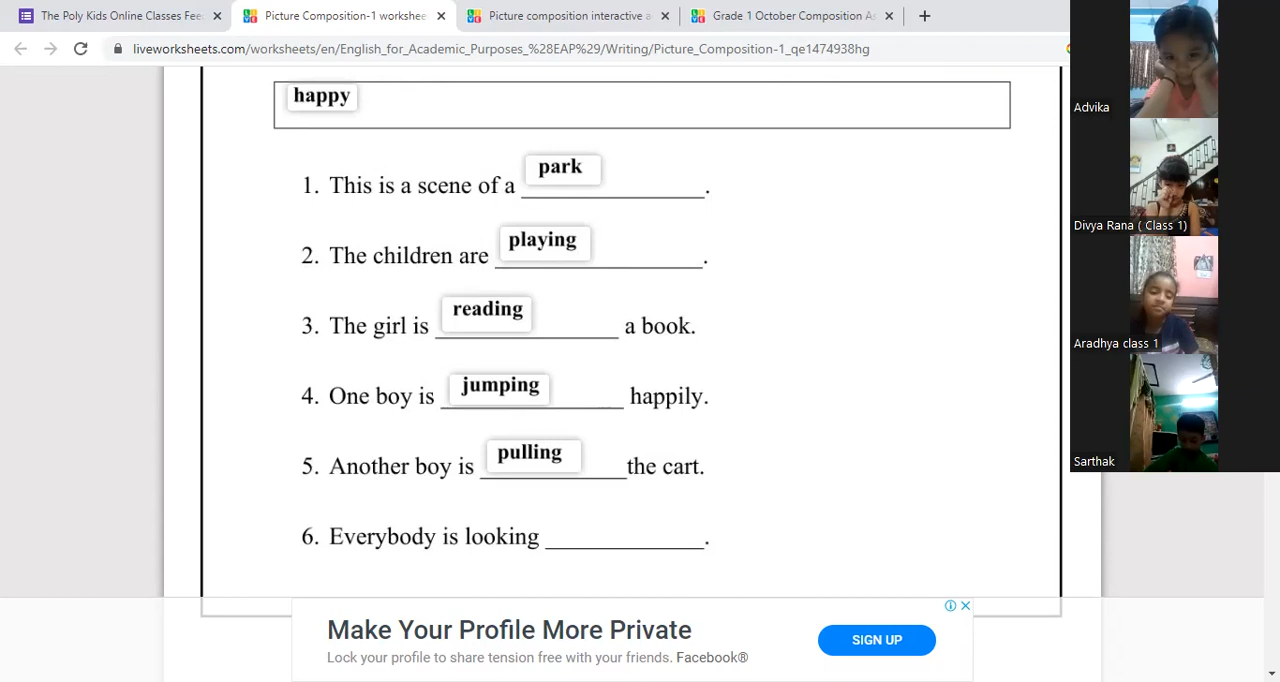 The Poly Kids Online Classes Fee
Picture Composition-1 workshee
Picture composition interactive a
Grade 1 October Composition As
liveworksheets.com/worksheets/en/English_for_Academic_Purposes_%28EAP%29/Writing/Picture_Composition-1_qe1474938hg
happy
1. This is a scene of a park.
2. The children are playing.
3. The girl is reading a book.
4. One boy is jumping happily.
5. Another boy is pulling the cart.
6. Everybody is looking ____________.
Make Your Profile More Private
Lock your profile to share tension free with your friends. Facebook®
SIGN UP
Advika
Divya Rana ( Class 1)
Aradhya class 1
Sarthak